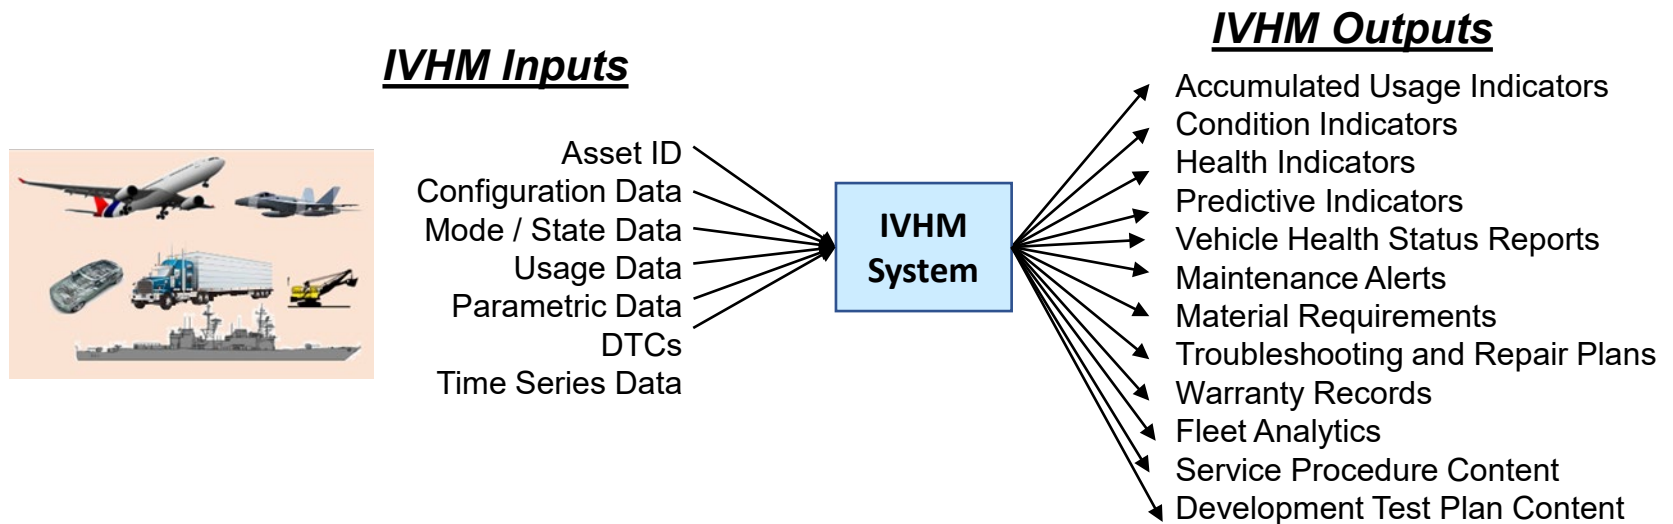 IVHM Inputs
Asset ID
Configuration Data
Mode / State Data
Usage Data
Parametric Data
DTCs
Time Series Data
IVHM
System
IVHM Outputs
Accumulated Usage Indicators
Condition Indicators
Health Indicators
Predictive Indicators
Vehicle Health Status Reports
Maintenance Alerts
Material Requirements
Troubleshooting and Repair Plans
Warranty Records
Fleet Analytics
Service Procedure Content
Development Test Plan Content